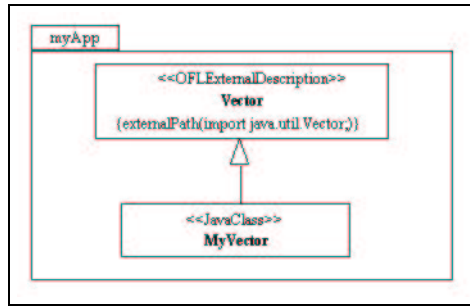 myApp
<<OFLExternalDescription>>
Vector
{externalPath(import java.util.Vector;)}
<<JavaClass>>
MyVector